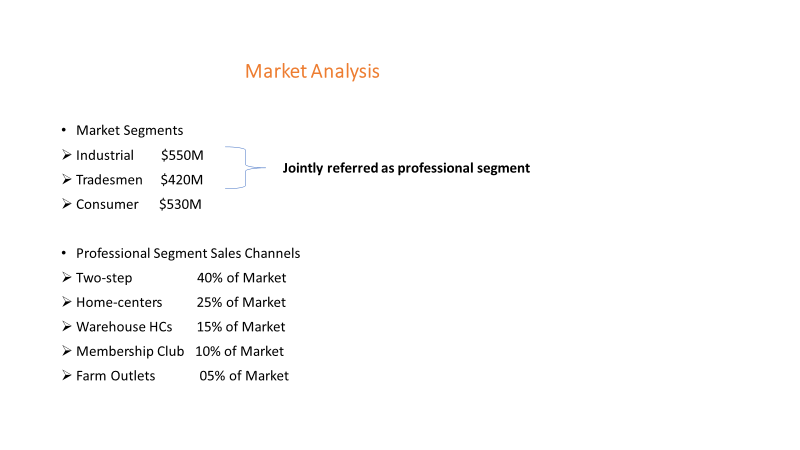 Market Analysis
• Market Segments
➢ Industrial $550M
Jointly referred as professional segment
➢ Tradesmen $420M
➢ Consumer $530M
• Professional Segment Sales Channels
➢ Two-step 40% of Market
➢ Home-centers 25% of Market
➢ Warehouse HCs 15% of Market
➢ Membership Club 10% of Market
➢ Farm Outlets 05% of Market